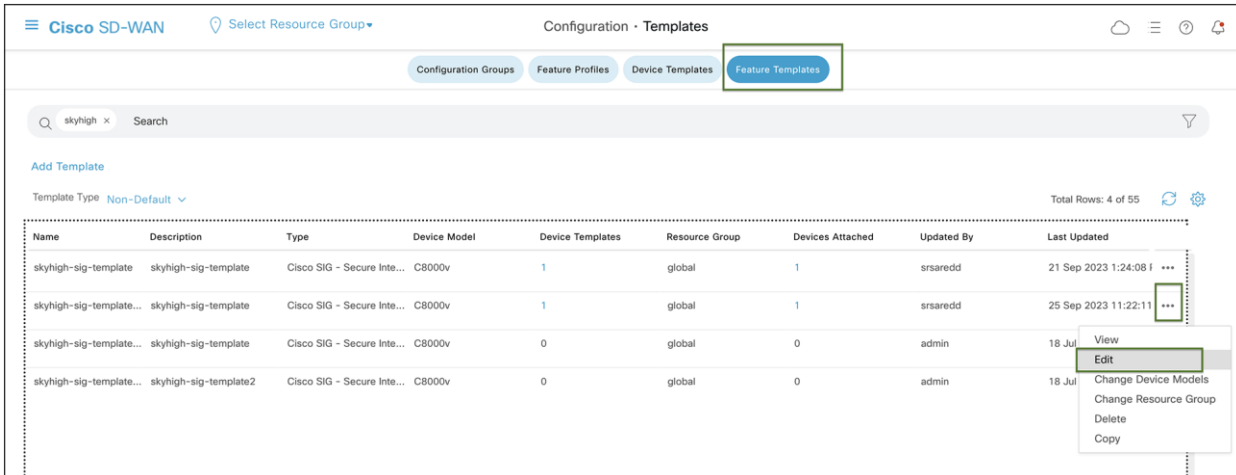 Cisco SD-WAN Select Resource Group▾ Configuration · Templates
Configuration Groups Feature Profiles Device Templates Feature Templates
skyhigh × Search
Add Template
Template Type Non-Default Total Rows: 4 of 55
Name Description Type Device Model Device Templates Resource Group Devices Attached Updated By Last Updated
skyhigh-sig-template skyhigh-sig-template Cisco SIG - Secure Inte... C8000v 1 global 1 srsaredd 21 Sep 2023 1:24:08 •••
skyhigh-sig-template... skyhigh-sig-template Cisco SIG - Secure Inte... C8000v 1 global 1 srsaredd 25 Sep 2023 11:22:11 •••
skyhigh-sig-template... skyhigh-sig-template Cisco SIG - Secure Inte... C8000v 0 global 0 admin 18 Jul
skyhigh-sig-template... skyhigh-sig-template2 Cisco SIG - Secure Inte... C8000v 0 global 0 admin 18 Jul
View
Edit
Change Device Models
Change Resource Group
Delete
Copy